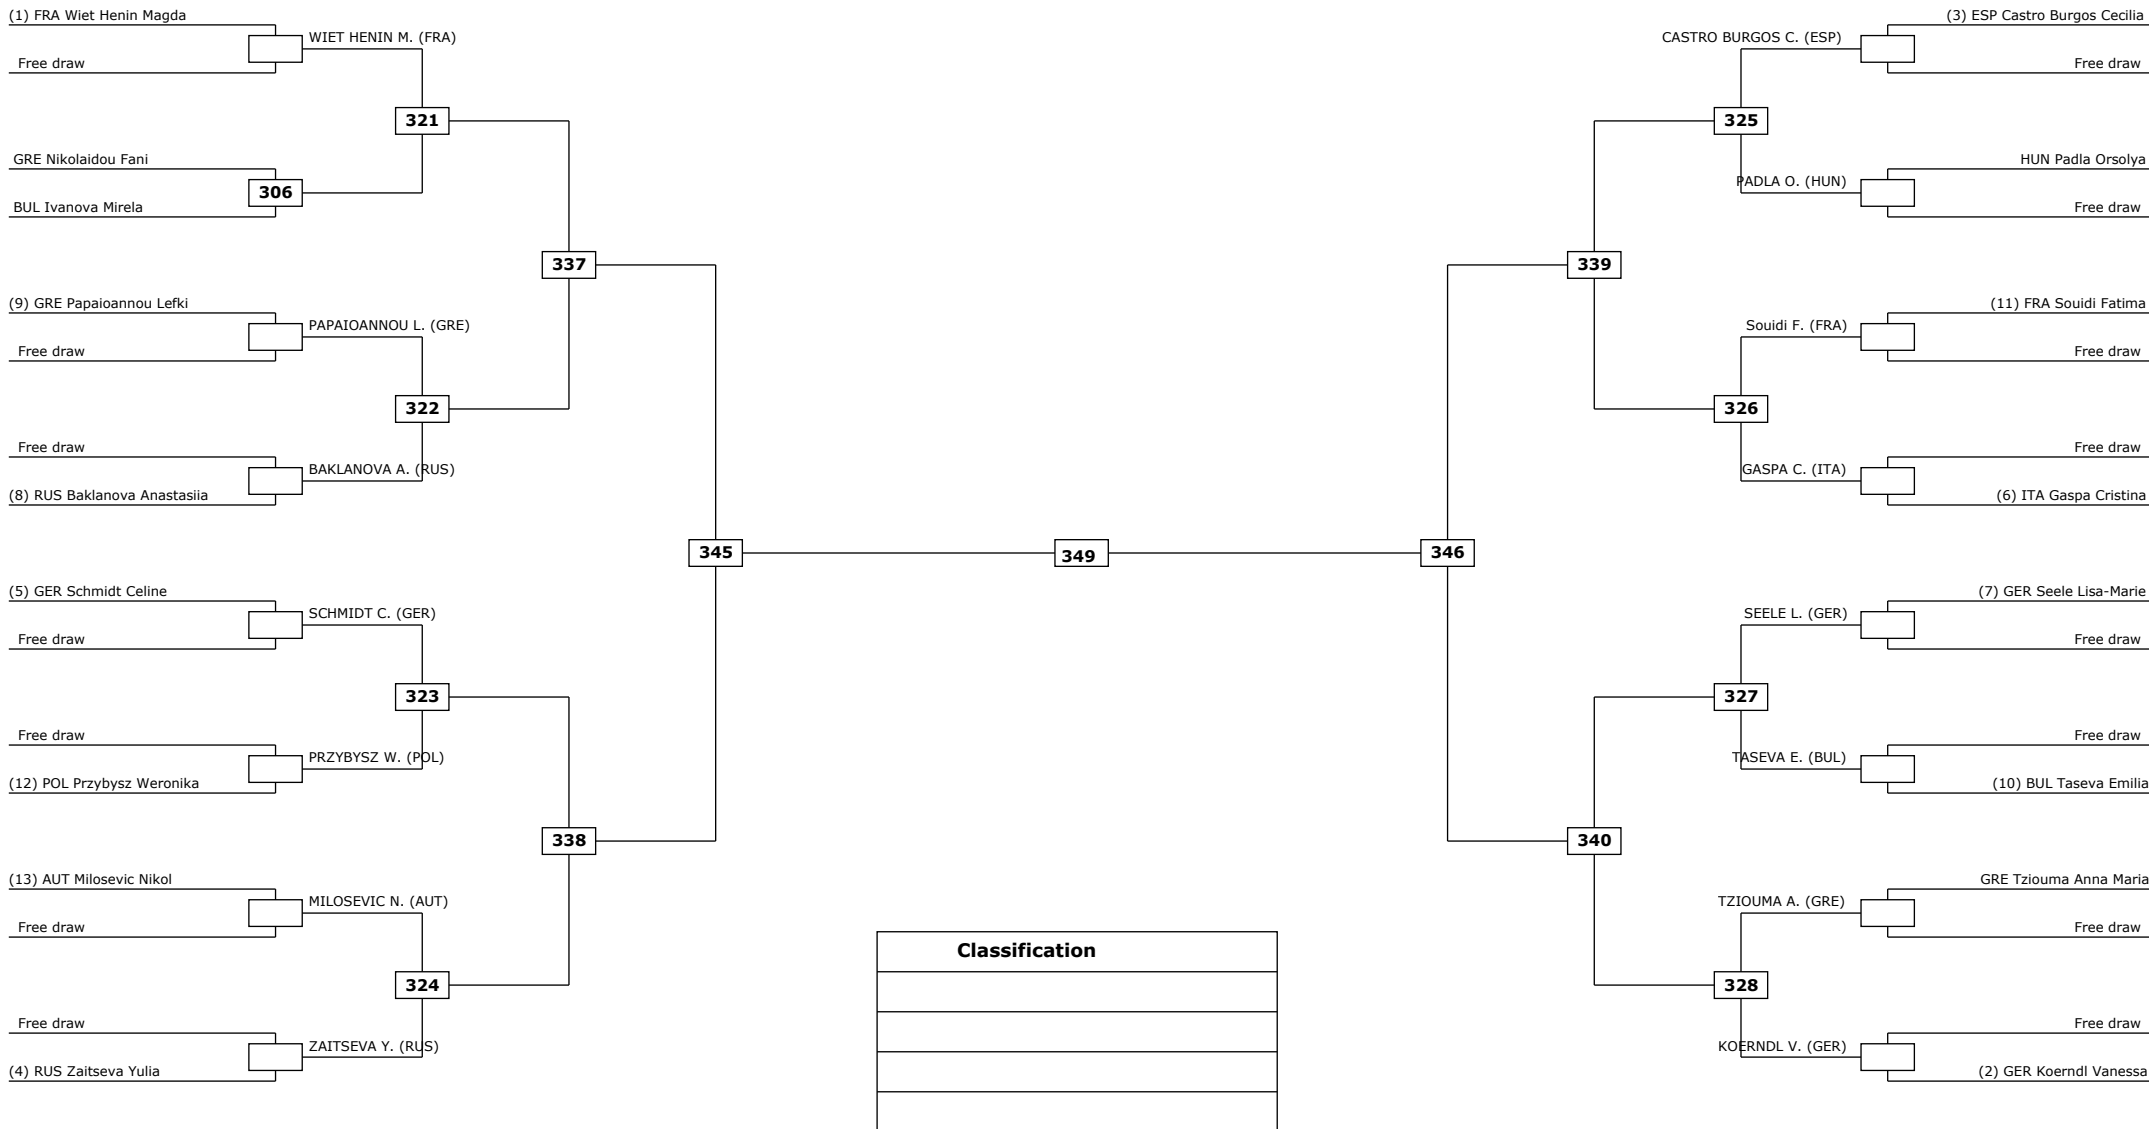 (1) FRA Wiet Henin Magda
WIET HENIN M. (FRA)
Free draw
321
GRE Nikolaidou Fani
306
BUL Ivanova Mirela
337
(9) GRE Papaioannou Lefki
PAPAIOANNOU L. (GRE)
Free draw
322
Free draw
BAKLANOVA A. (RUS)
(8) RUS Baklanova Anastasiia
345
(5) GER Schmidt Celine
SCHMIDT C. (GER)
Free draw
323
Free draw
PRZYBYSZ W. (POL)
(12) POL Przybysz Weronika
338
(13) AUT Milosevic Nikol
MILOSEVIC N. (AUT)
Free draw
324
Free draw
ZAITSEVA Y. (RUS)
(4) RUS Zaitseva Yulia
349
(3) ESP Castro Burgos Cecilia
CASTRO BURGOS C. (ESP)
Free draw
325
HUN Padla Orsolya
PADLA O. (HUN)
Free draw
339
(11) FRA Souidi Fatima
Souidi F. (FRA)
Free draw
326
Free draw
GASPA C. (ITA)
(6) ITA Gaspa Cristina
346
(7) GER Seele Lisa-Marie
SEELE L. (GER)
Free draw
327
Free draw
TASEVA E. (BUL)
(10) BUL Taseva Emilia
340
GRE Tziouma Anna Maria
TZIOUMA A. (GRE)
Free draw
328
Free draw
KOERNDL V. (GER)
(2) GER Koerndl Vanessa
Classification